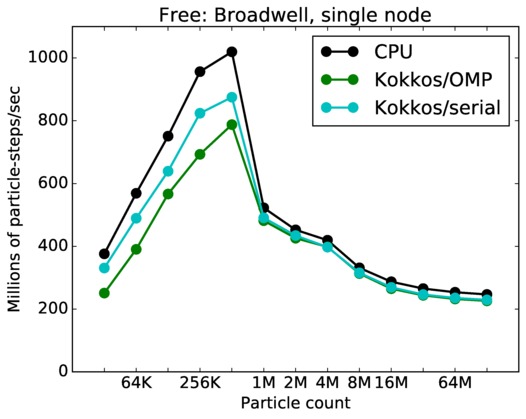 Free: Broadwell, single node
CPU
Kokkos/OMP
Kokkos/serial
Millions of particle-steps/sec
1000
800
600
400
200
0
64K 256K 1M 2M 4M 8M 16M 64M
Particle count